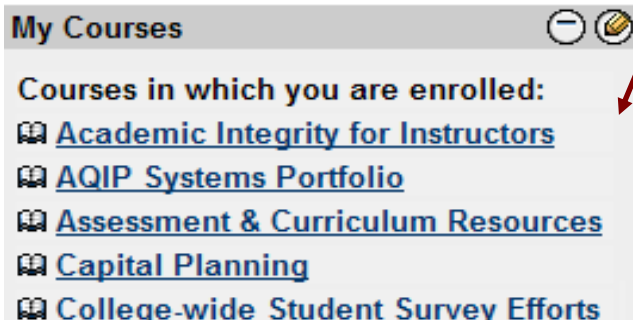 My Courses
Courses in which you are enrolled:
Academic Integrity for Instructors
AQIP Systems Portfolio
Assessment & Curriculum Resources
Capital Planning
College-wide Student Survey Efforts